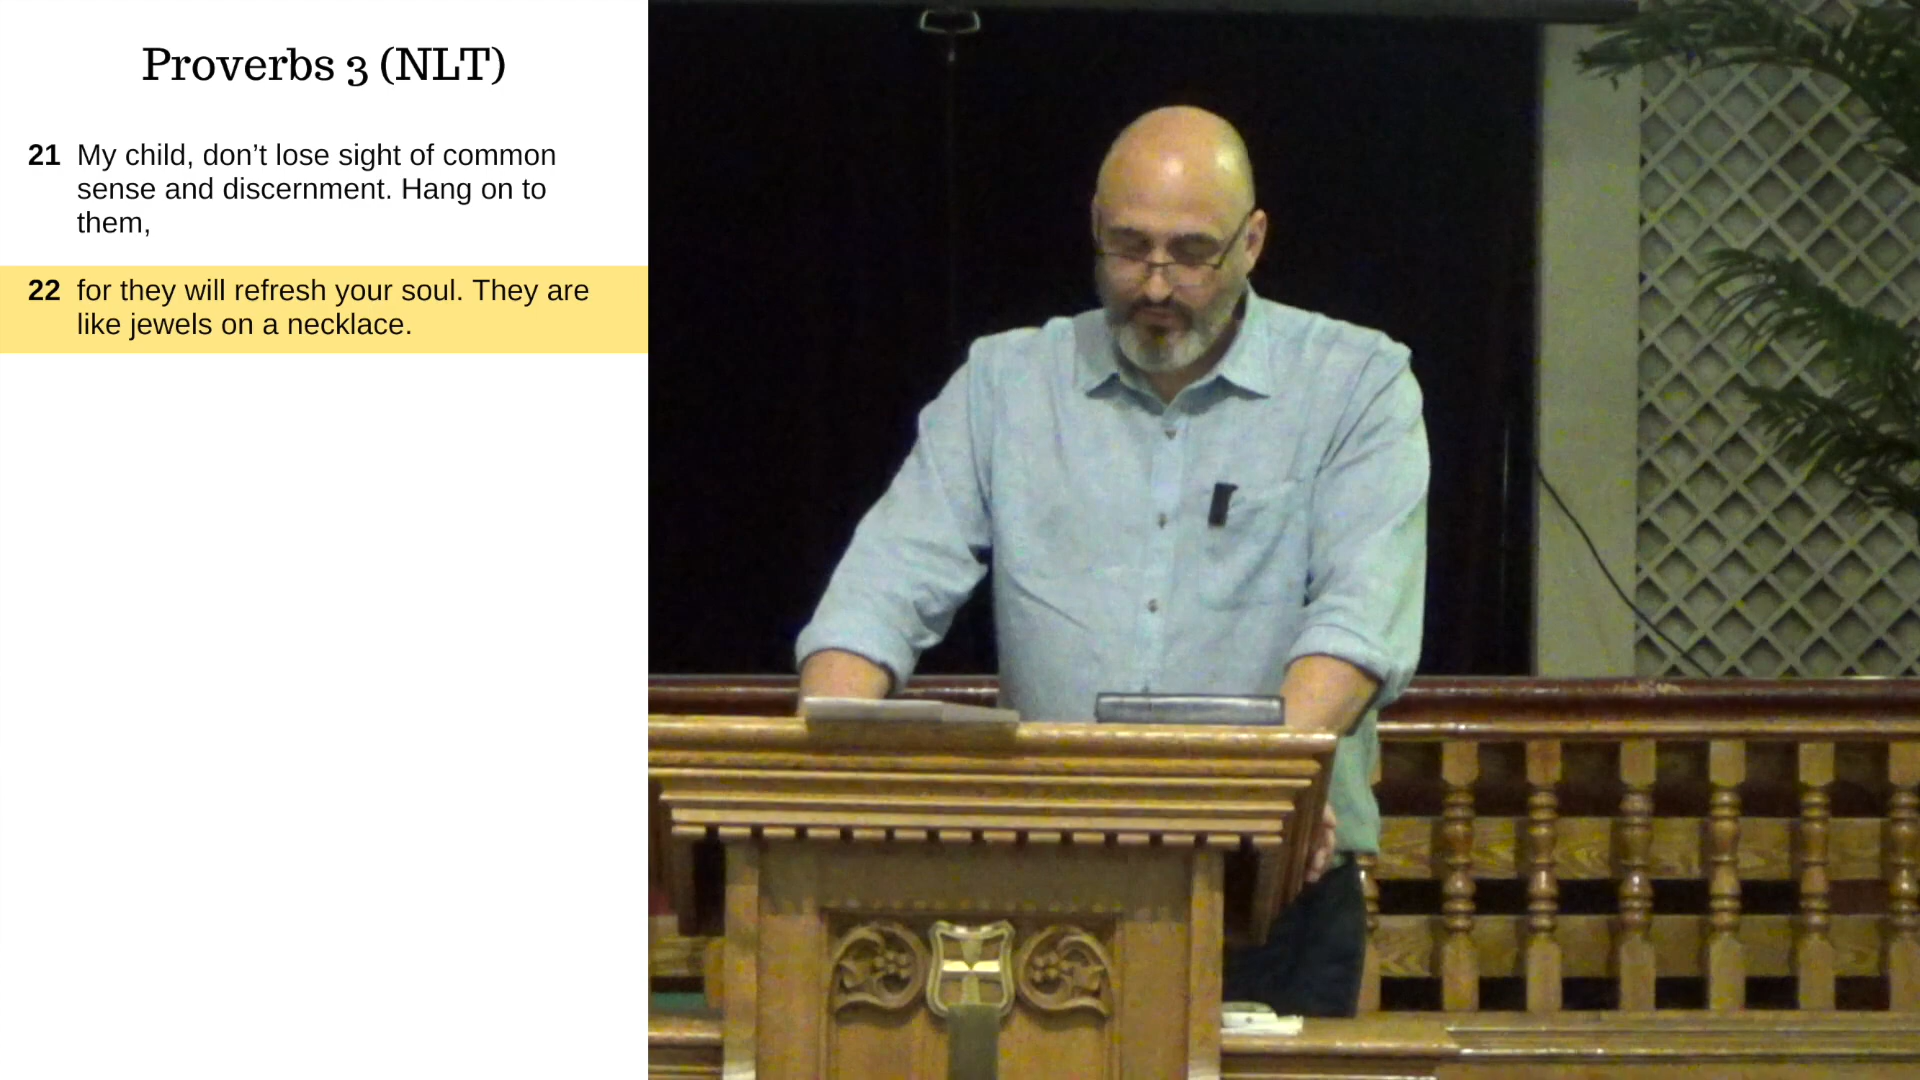 Proverbs 3 (NLT)
21 My child, don’t lose sight of common
sense and discernment. Hang on to
them,
22 for they will refresh your soul. They are
like jewels on a necklace.